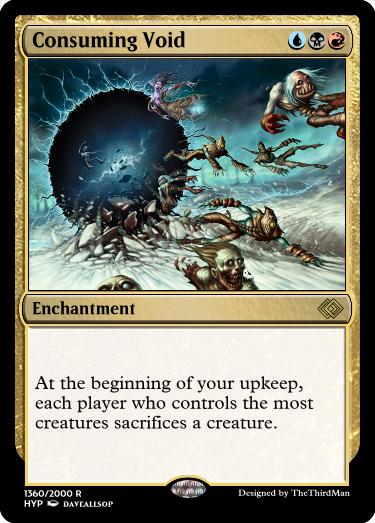 Consuming Void
Enchantment
At the beginning of your upkeep,
each player who controls the most
creatures sacrifices a creature.
1360/2000 R
HYP DAVEALLSOP
Designed by TheThirdMan